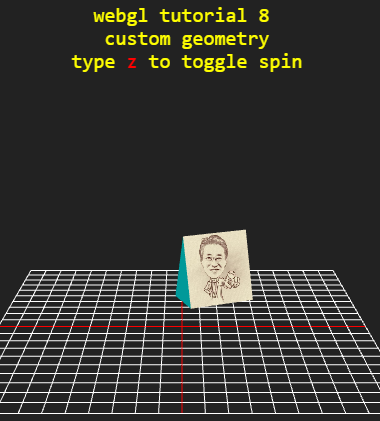 webgl tutorial 8
custom geometry
type z to toggle spin